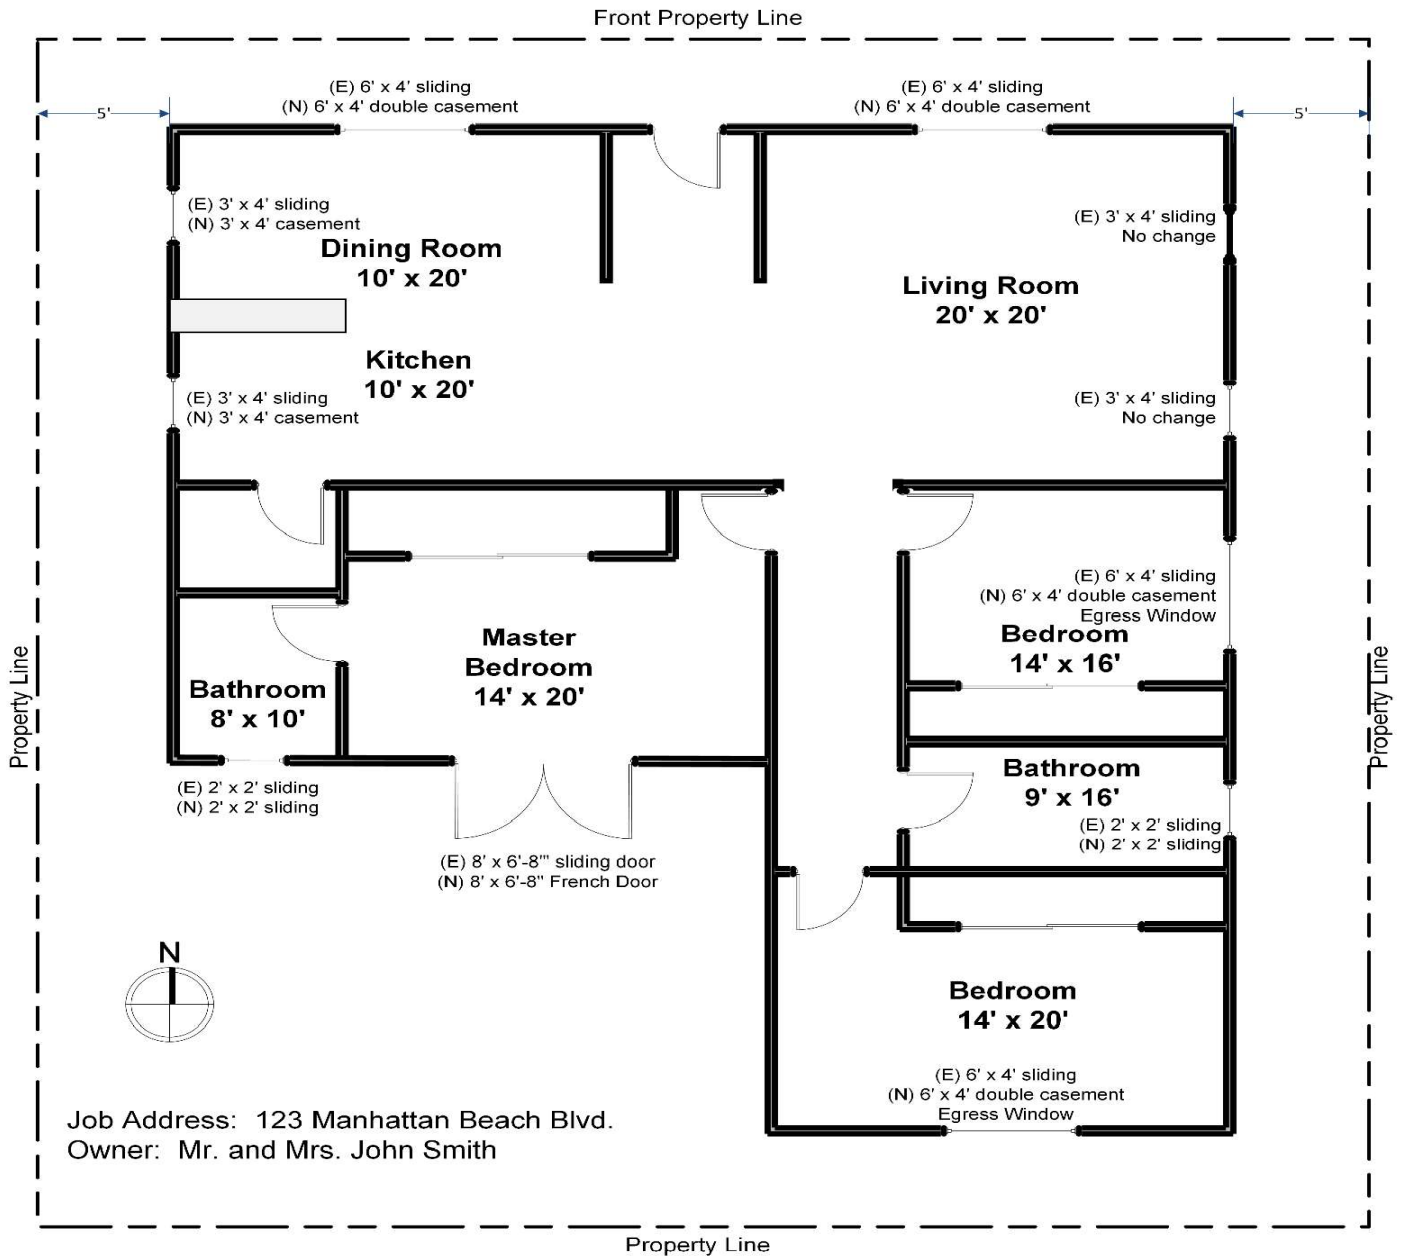 Front Property Line
(E) 6' x 4' sliding
(N) 6' x 4' double casement
(E) 6' x 4' sliding
(N) 6' x 4' double casement
5'
5'
(E) 3' x 4' sliding
(N) 3' x 4' casement
(E) 3' x 4' sliding
No change
Dining Room
10' x 20'
Living Room
20' x 20'
Kitchen
10' x 20'
(E) 3' x 4' sliding
(N) 3' x 4' casement
(E) 3' x 4' sliding
No change
(E) 6' x 4' sliding
(N) 6' x 4' double casement
Egress Window
Bedroom
14' x 16'
Master
Bedroom
14' x 20'
Bathroom
8' x 10'
Property Line
Property Line
Bathroom
9' x 16'
(E) 2' x 2' sliding
(N) 2' x 2' sliding
(E) 2' x 2' sliding
(N) 2' x 2' sliding
(E) 8' x 6'-8'" sliding door
(N) 8' x 6'-8" French Door
N
Bedroom
14' x 20'
(E) 6' x 4' sliding
(N) 6' x 4' double casement
Egress Window
Job Address: 123 Manhattan Beach Blvd.
Owner: Mr. and Mrs. John Smith
Property Line